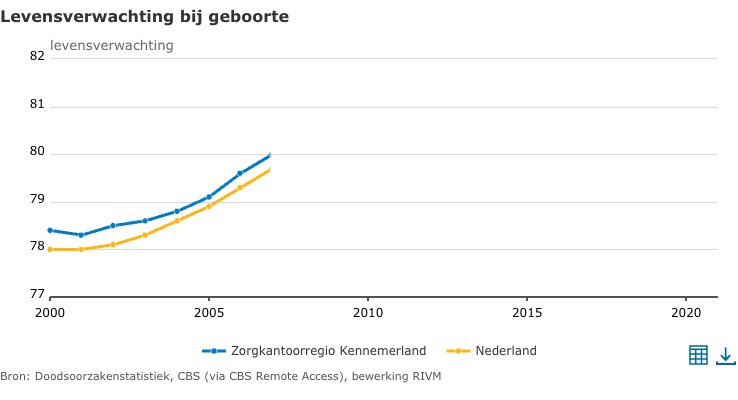 Levensverwachting bij geboorte
levensverwachting
82
81
80
79
78
77
2000 2005 2010 2015 2020
Zorgkantoorregio Kennemerland Nederland
Bron: Doodsoorzakenstatistiek, CBS (via CBS Remote Access), bewerking RIVM